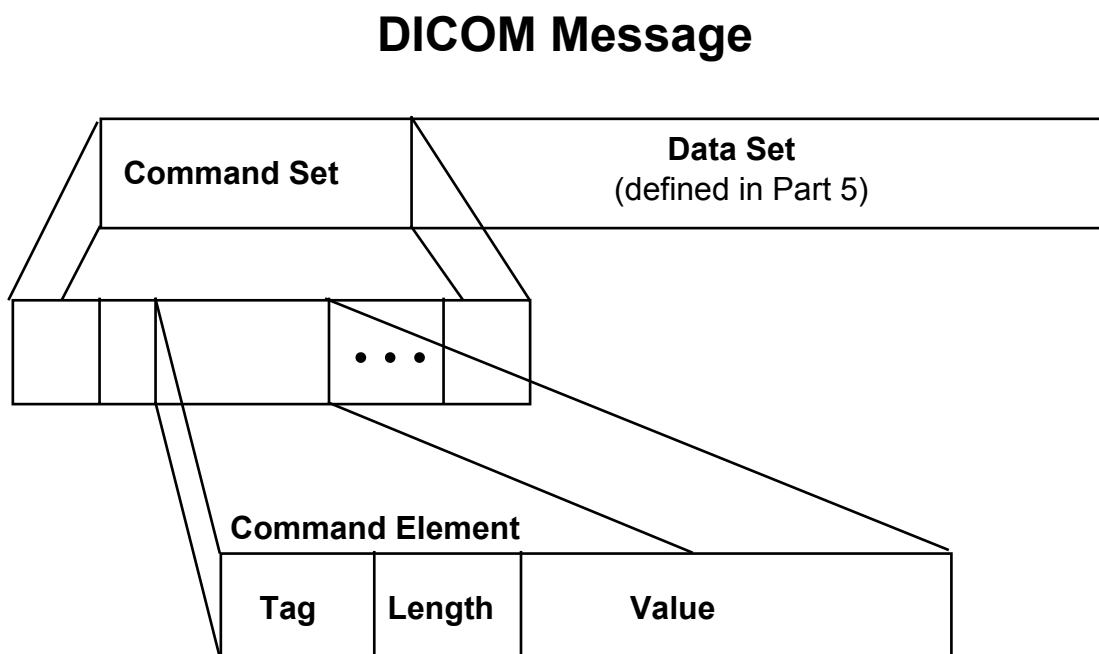 DICOM Message
Command Set
Data Set
(defined in Part 5)
• • •
Command Element
Tag
Length
Value